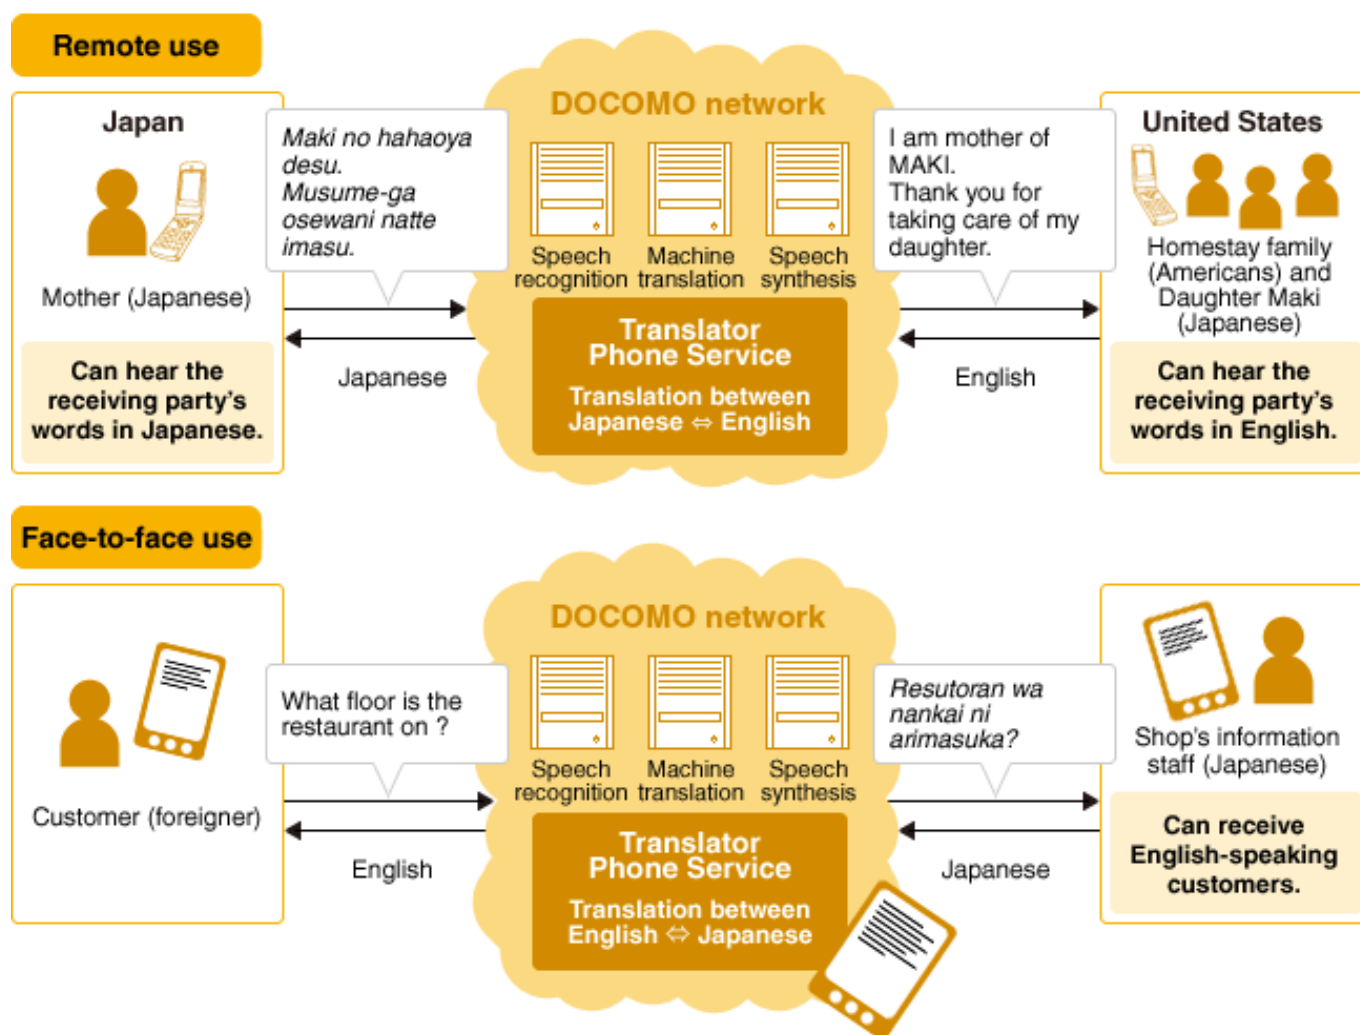 Remote use
Japan
Mother (Japanese)
Can hear the
receiving party's
words in Japanese.
Maki no hahaoya
desu.
Musume-ga
osewani natte
imasu.
Japanese
DOCOMO network
Speech
recognition
Machine
translation
Speech
synthesis
Translator
Phone Service
Translation between
Japanese ⇔ English
I am mother of
MAKI.
Thank you for
taking care of my
daughter.
English
United States
Homestay family
(Americans) and
Daughter Maki
(Japanese)
Can hear the
receiving party's
words in English.
Face-to-face use
Customer (foreigner)
What floor is the
restaurant on ?
English
DOCOMO network
Speech
recognition
Machine
translation
Speech
synthesis
Translator
Phone Service
Translation between
English ⇔ Japanese
Resutoran wa
nankai ni
arimasuka?
Japanese
Shop's information
staff (Japanese)
Can receive
English-speaking
customers.